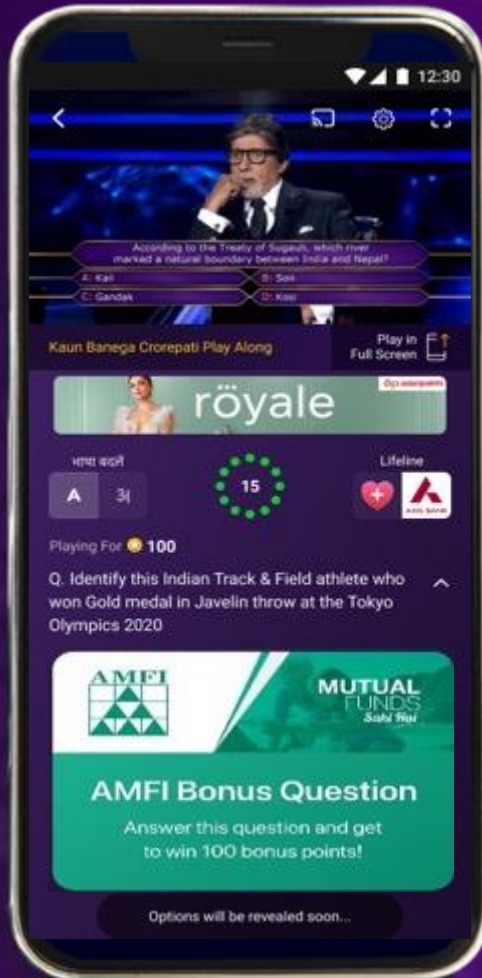 12:30
According to the Treaty of Sugauli, which river
marked a natural boundary between India and Nepal?
A: Kali
B: Son
C: Gandak
D: Kosi
Kaun Banega Crorepati Play Along
Play in
Full Screen
röyale
asianpaints
भाषा बदलें
A
अ
15
Lifeline
AXIS BANK
Playing For 100
Q. Identify this Indian Track & Field athlete who
won Gold medal in Javelin throw at the Tokyo
Olympics 2020
AMFI
MUTUAL
FUNDS
Sahi Hai
AMFI Bonus Question
Answer this question and get
to win 100 bonus points!
Options will be revealed soon...